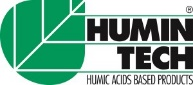 HUMIN®
TECH
HUMIC ACIDS BASED PRODUCTS